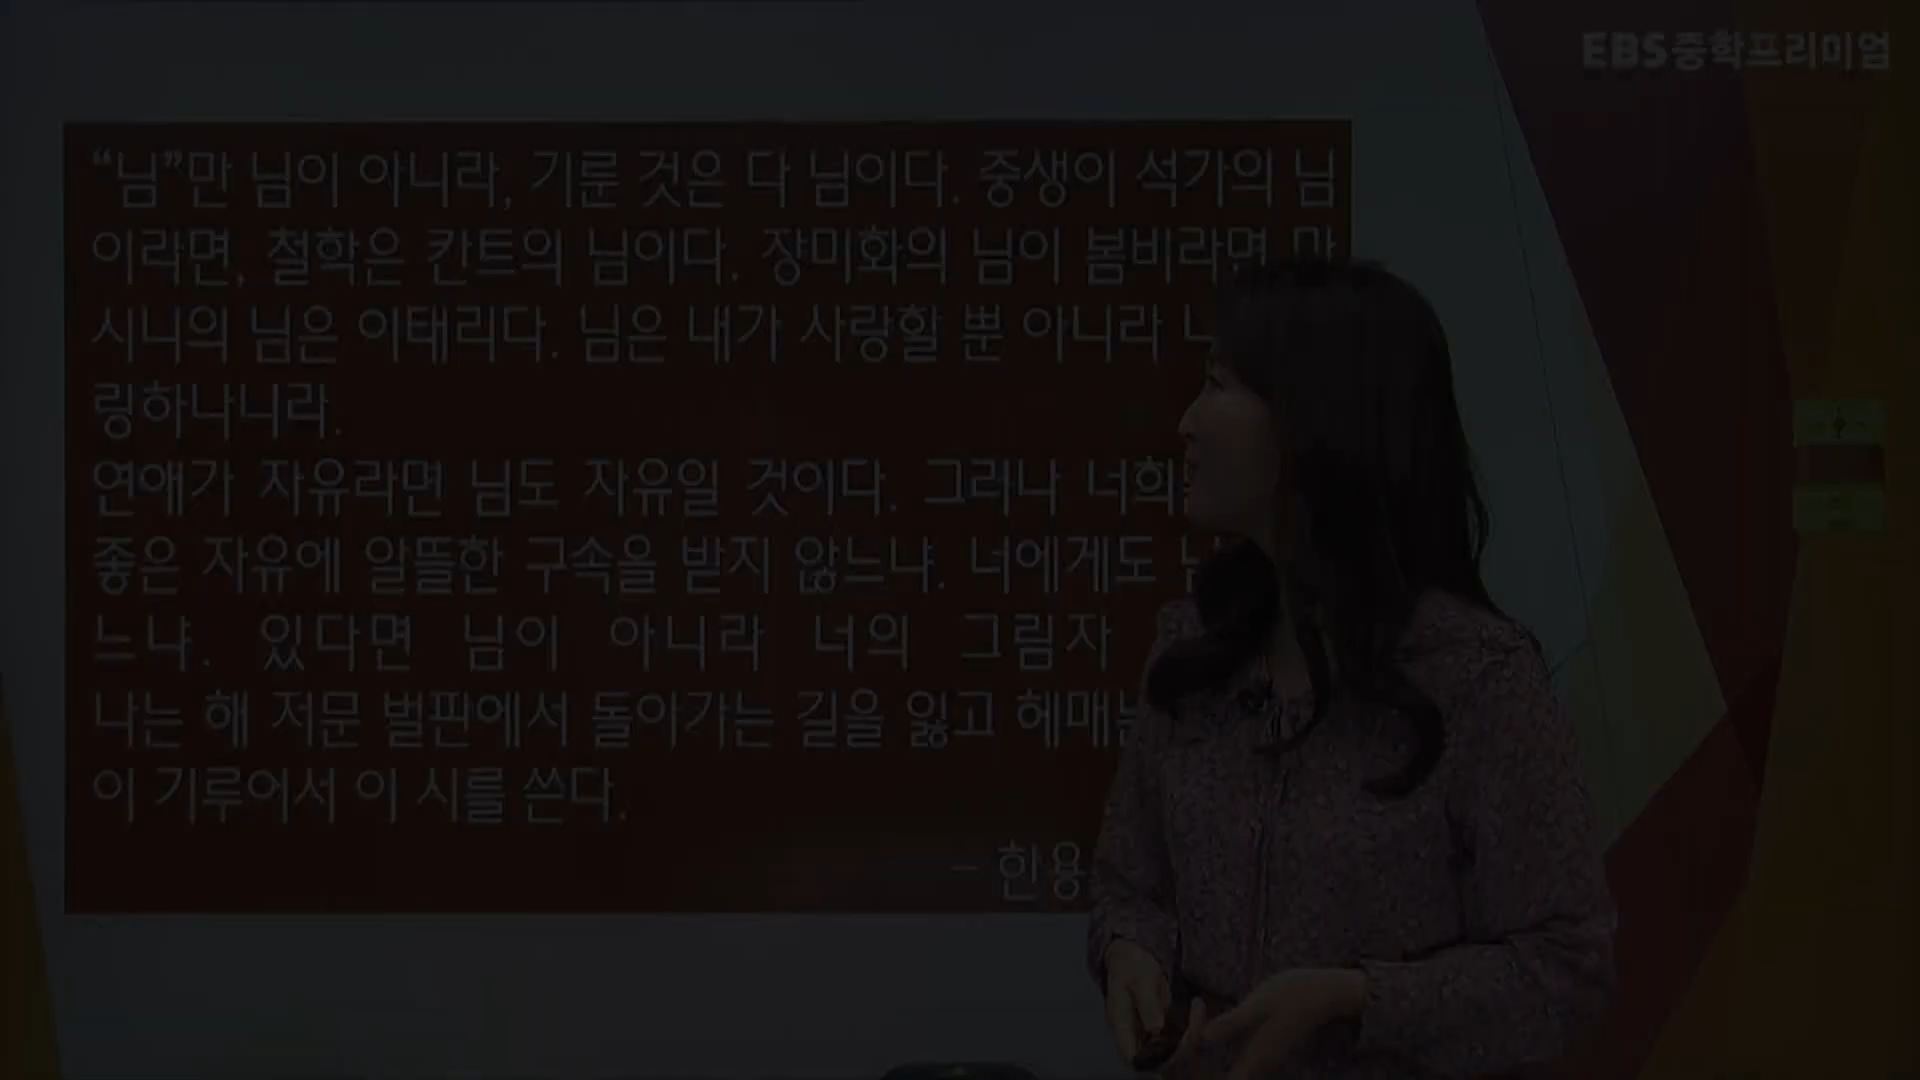 EBS중학프리미엄
“님”만 님이 아니라, 기룬 것은 다 님이다. 중생이 석가의 님
이라면, 철학은 칸트의 님이다. 장미화의 님이 봄비라면 마
시니의 님은 이태리다. 님은 내가 사랑할 뿐 아니라
링하나니라.
연애가 자유라면 님도 자유일 것이다. 그러나 너희
좋은 자유에 알뜰한 구속을 받지 않느냐. 너에게도
느냐. 있다면 님이 아니라 너의 그림자
나는 해 저문 벌판에서 돌아가는 길을 잃고 헤매는
이 기루어서 이 시를 쓴다.
- 한용